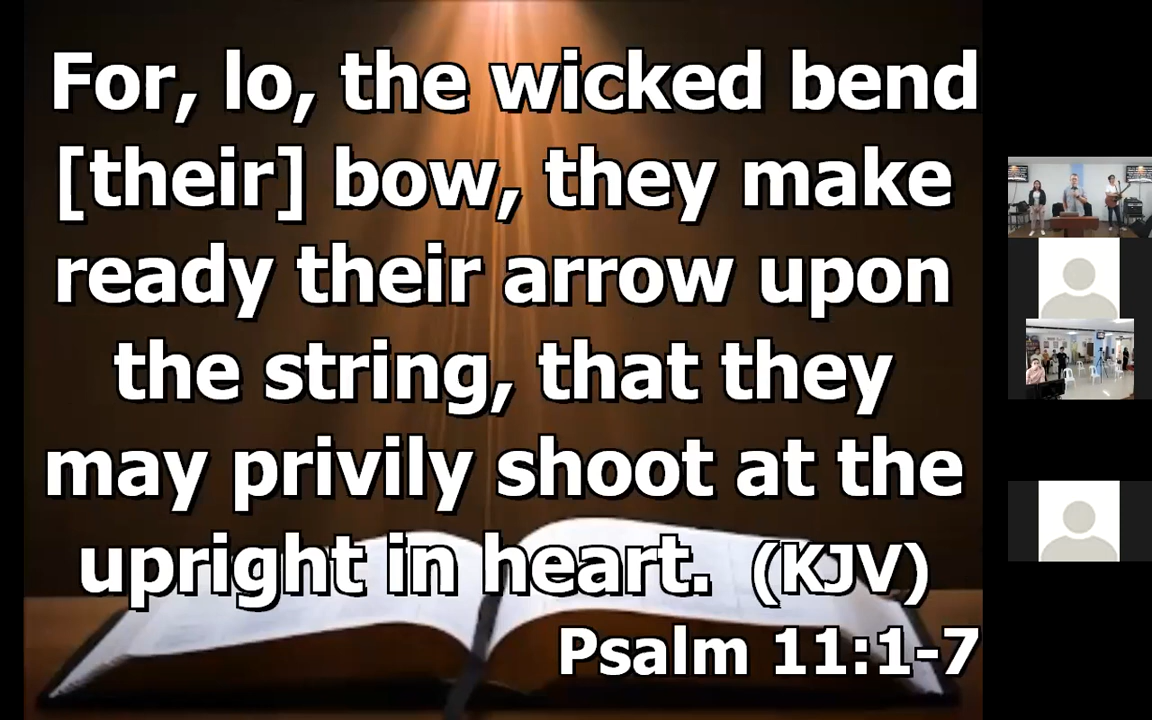 For, lo, the wicked bend
[their] bow, they make
ready their arrow upon
the string, that they
may privily shoot at the
upright in heart. (KJV)
Psalm 11:1-7